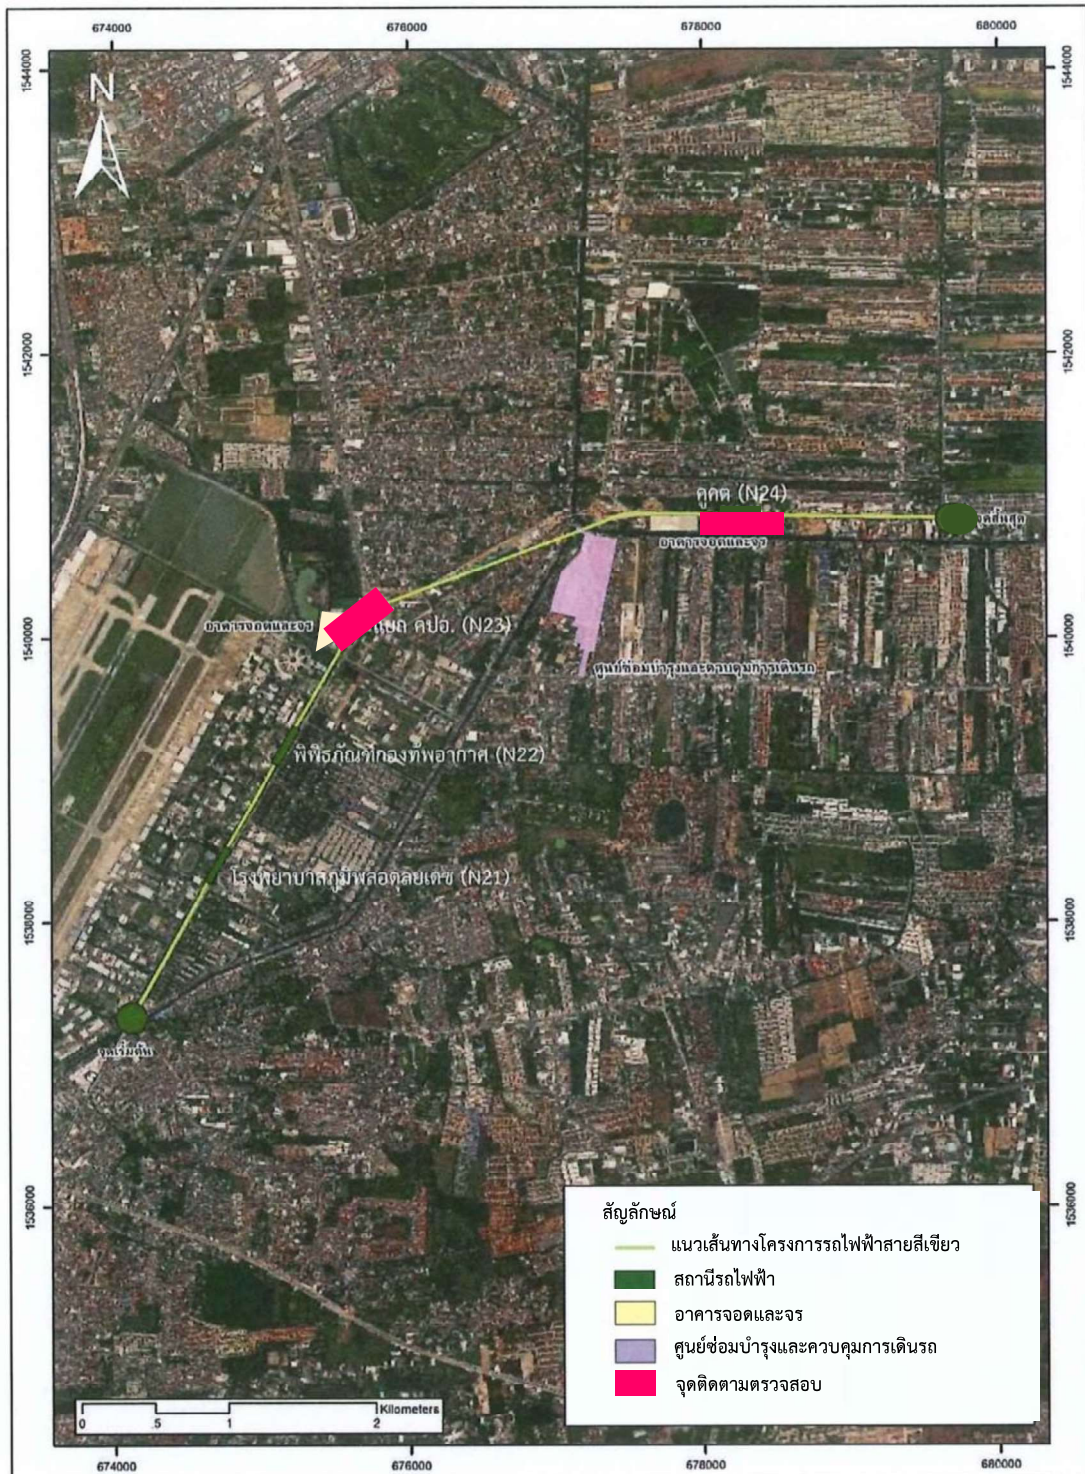 674000
676000
678000
680000
1544000
1544000
N
1542000
1542000
คูคต (N24)
จุดสิ้นสุด
อาคารจอดและจร
อาคารจอดและจร
คปอ. (N23)
1540000
1540000
ศูนย์ซ่อมบำรุงและควบคุมการเดินรถ
พิพิธภัณฑ์กองทัพอากาศ (N22)
โรงพยาบาลภูมิพลอดุลยเดช (N21)
1538000
1538000
จุดเริ่มต้น
1536000
1536000
สัญลักษณ์
แนวเส้นทางโครงการรถไฟฟ้าสายสีเขียว
สถานีรถไฟฟ้า
อาคารจอดและจร
ศูนย์ซ่อมบำรุงและควบคุมการเดินรถ
จุดติดตามตรวจสอบ
Kilometers
0 .5 1 2
674000
676000
678000
680000